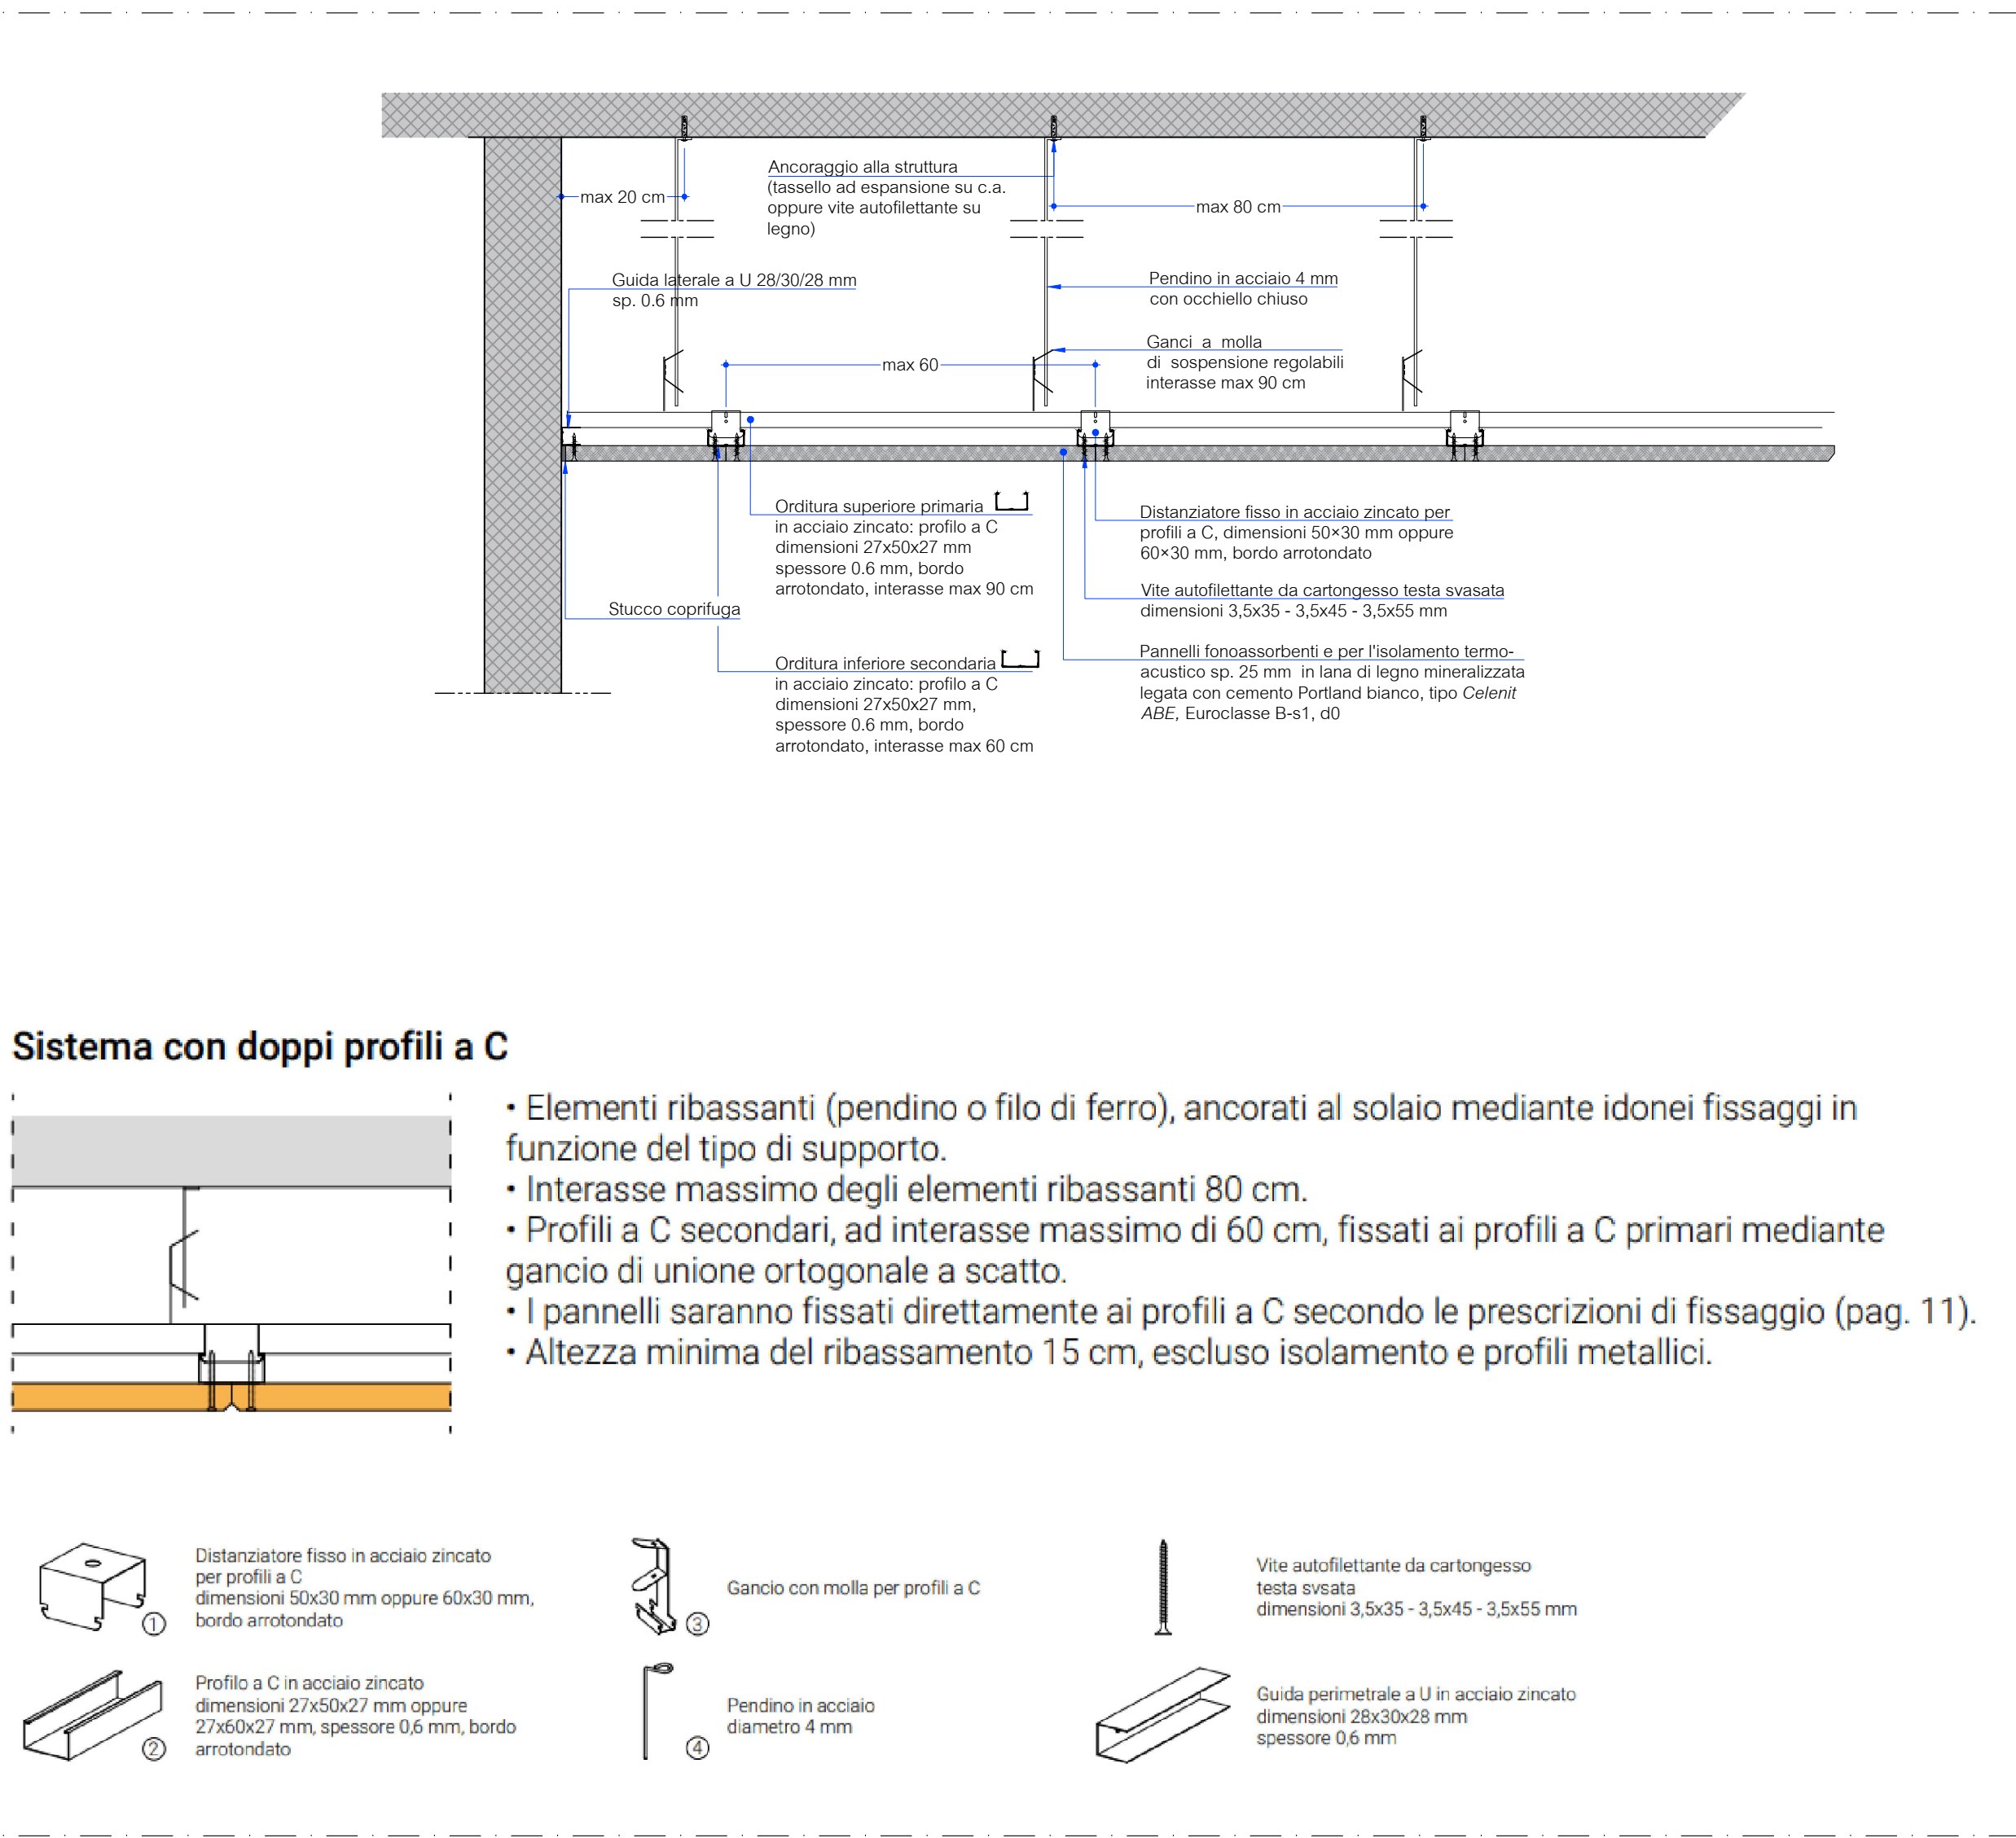 Ancoraggio alla struttura
(tassello ad espansione su c.a.
oppure vite autofilettante su
legno)
max 20 cm
max 80 cm
Guida laterale a U 28/30/28 mm
sp. 0.6 mm
Pendino in acciaio 4 mm
con occhiello chiuso
Ganci a molla
di sospensione regolabili
interasse max 90 cm
max 60
Orditura superiore primaria
in acciaio zincato: profilo a C
dimensioni 27x50x27 mm
spessore 0.6 mm, bordo
arrotondato, interasse max 90 cm
Distanziatore fisso in acciaio zincato per
profili a C, dimensioni 50×30 mm oppure
60×30 mm, bordo arrotondato
Vite autofilettante da cartongesso testa svasata
dimensioni 3,5x35 - 3,5x45 - 3,5x55 mm
Stucco coprifuga
Orditura inferiore secondaria
in acciaio zincato: profilo a C
dimensioni 27x50x27 mm,
spessore 0.6 mm, bordo
arrotondato, interasse max 60 cm
Pannelli fonoassorbenti e per l'isolamento termo-
acustico sp. 25 mm in lana di legno mineralizzata
legata con cemento Portland bianco, tipo Celenit
ABE, Euroclasse B-s1, d0
Sistema con doppi profili a C
• Elementi ribassanti (pendino o filo di ferro), ancorati al solaio mediante idonei fissaggi in
funzione del tipo di supporto.
• Interasse massimo degli elementi ribassanti 80 cm.
• Profili a C secondari, ad interasse massimo di 60 cm, fissati ai profili a C primari mediante
gancio di unione ortogonale a scatto.
• I pannelli saranno fissati direttamente ai profili a C secondo le prescrizioni di fissaggio (pag. 11).
• Altezza minima del ribassamento 15 cm, escluso isolamento e profili metallici.
Distanziatore fisso in acciaio zincato
per profili a C
dimensioni 50x30 mm oppure 60x30 mm,
bordo arrotondato
1
Gancio con molla per profili a C
3
Vite autofilettante da cartongesso
testa svsata
dimensioni 3,5x35 - 3,5x45 - 3,5x55 mm
Profilo a C in acciaio zincato
dimensioni 27x50x27 mm oppure
27x60x27 mm, spessore 0,6 mm, bordo
arrotondato
2
Pendino in acciaio
diametro 4 mm
4
Guida perimetrale a U in acciaio zincato
dimensioni 28x30x28 mm
spessore 0,6 mm